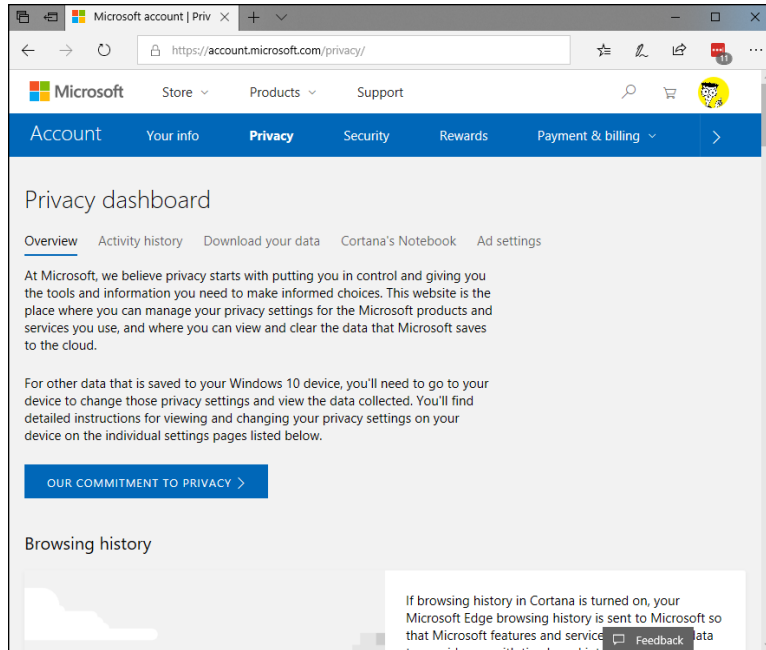 Microsoft account | Priv
https://account.microsoft.com/privacy/
11
Microsoft Store Products Support
Account Your info Privacy Security Rewards Payment & billing
Privacy dashboard
Overview Activity history Download your data Cortana's Notebook Ad settings
At Microsoft, we believe privacy starts with putting you in control and giving you
the tools and information you need to make informed choices. This website is the
place where you can manage your privacy settings for the Microsoft products and
services you use, and where you can view and clear the data that Microsoft saves
to the cloud.
For other data that is saved to your Windows 10 device, you'll need to go to your
device to change those privacy settings and view the data collected. You'll find
detailed instructions for viewing and changing your privacy settings on your
device on the individual settings pages listed below.
OUR COMMITMENT TO PRIVACY
Browsing history
If browsing history in Cortana is turned on, your
Microsoft Edge browsing history is sent to Microsoft so
that Microsoft features and service data
Feedback